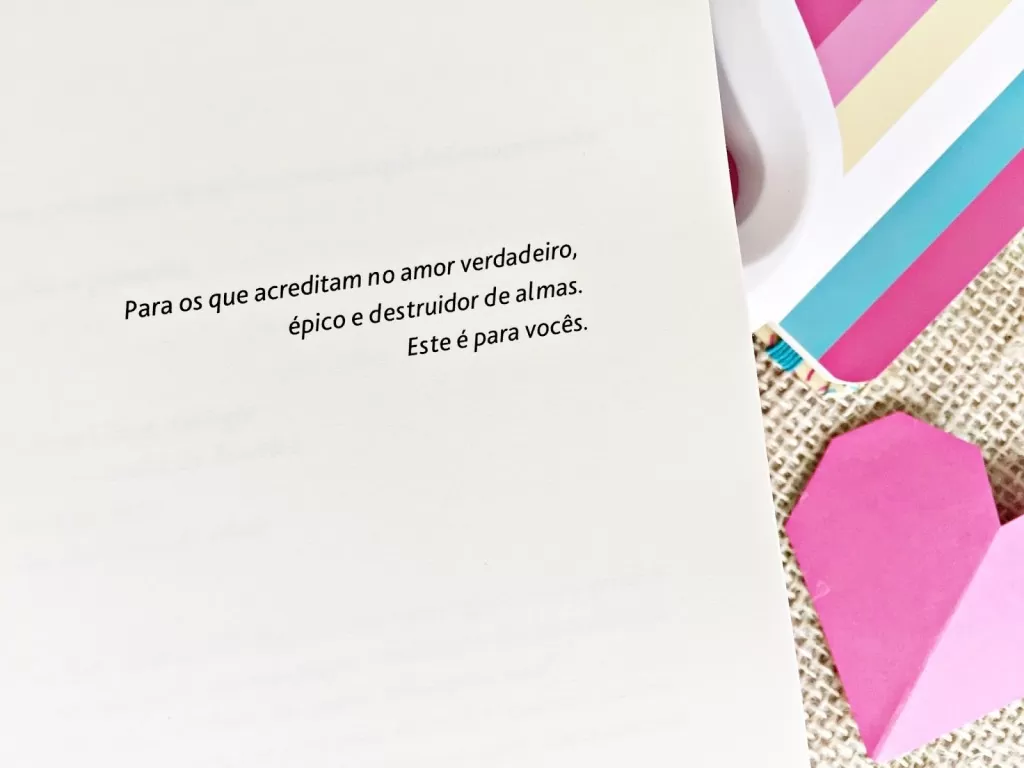 Para os que acreditam no amor verdadeiro,
épico e destruidor de almas.
Este é para vocês.